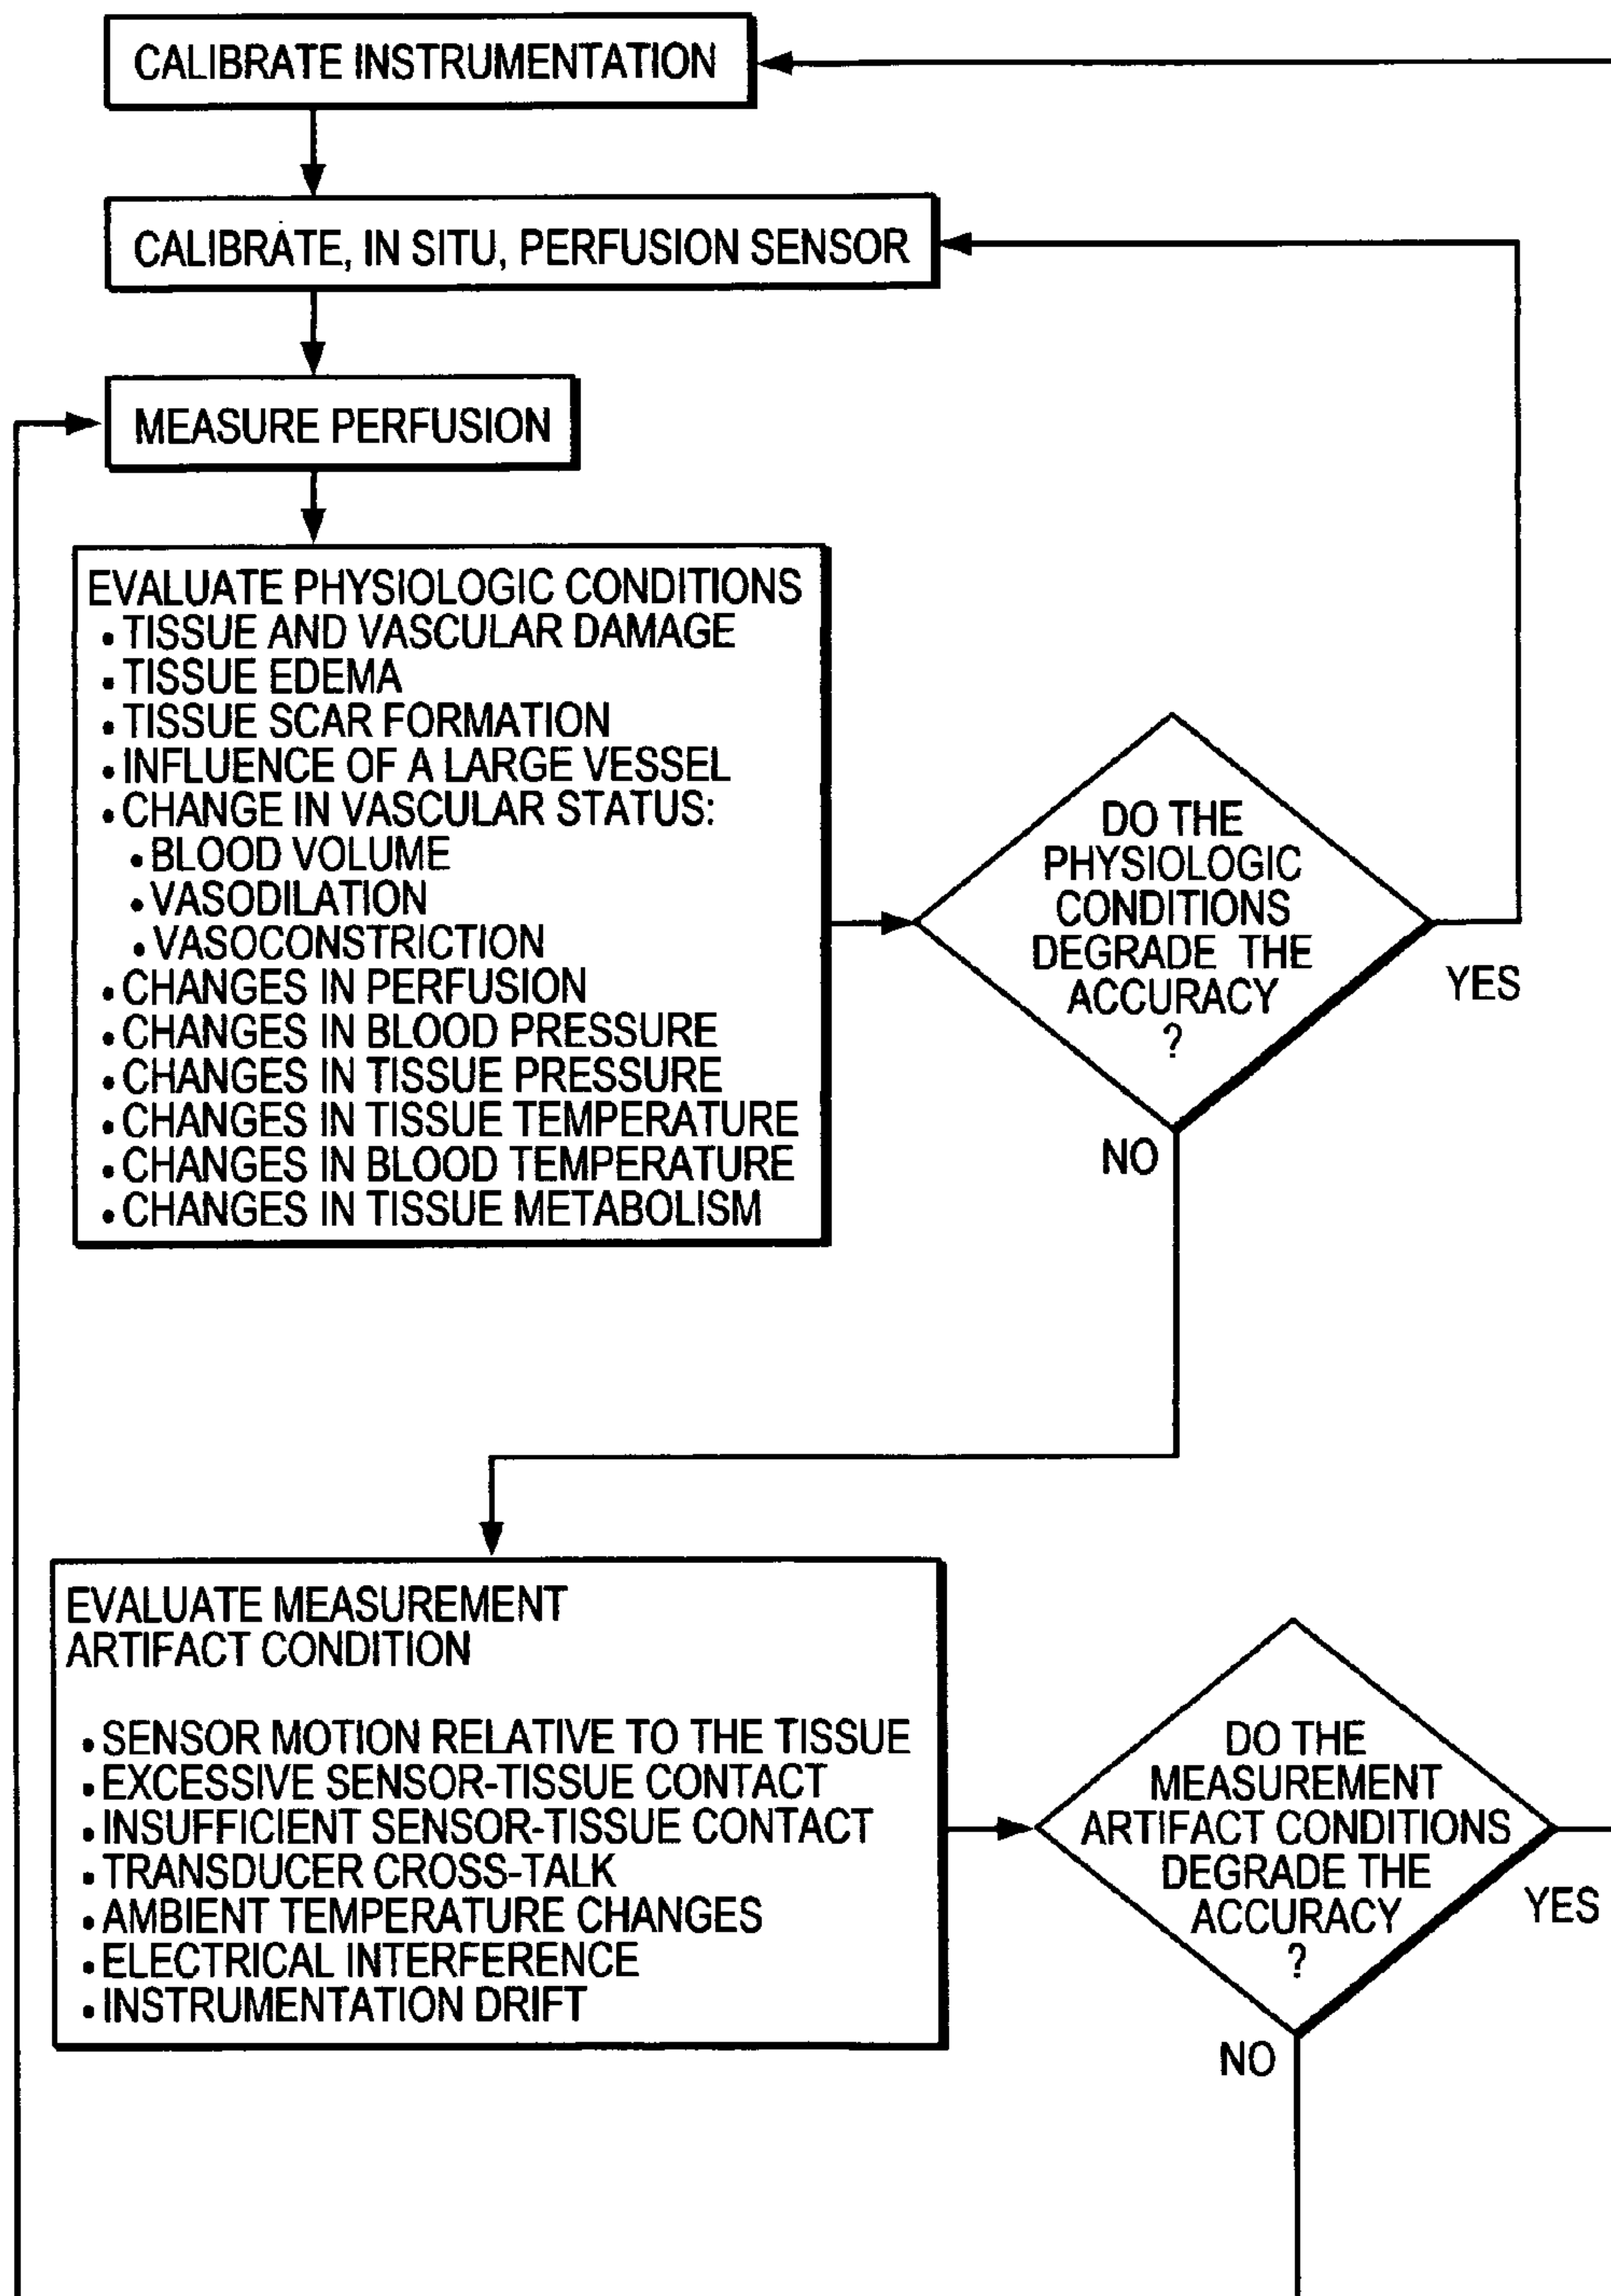 CALIBRATE INSTRUMENTATION
CALIBRATE, IN SITU, PERFUSION SENSOR
MEASURE PERFUSION
EVALUATE PHYSIOLOGIC CONDITIONS
• TISSUE AND VASCULAR DAMAGE
• TISSUE EDEMA
• TISSUE SCAR FORMATION
• INFLUENCE OF A LARGE VESSEL
• CHANGE IN VASCULAR STATUS:
• BLOOD VOLUME
• VASODILATION
• VASOCONSTRICTION
• CHANGES IN PERFUSION
• CHANGES IN BLOOD PRESSURE
• CHANGES IN TISSUE PRESSURE
• CHANGES IN TISSUE TEMPERATURE
• CHANGES IN BLOOD TEMPERATURE
• CHANGES IN TISSUE METABOLISM
DO THE
PHYSIOLOGIC
CONDITIONS
DEGRADE THE
ACCURACY
?
YES
NO
EVALUATE MEASUREMENT
ARTIFACT CONDITION
• SENSOR MOTION RELATIVE TO THE TISSUE
• EXCESSIVE SENSOR-TISSUE CONTACT
• INSUFFICIENT SENSOR-TISSUE CONTACT
• TRANSDUCER CROSS-TALK
• AMBIENT TEMPERATURE CHANGES
• ELECTRICAL INTERFERENCE
• INSTRUMENTATION DRIFT
DO THE
MEASUREMENT
ARTIFACT CONDITIONS
DEGRADE THE
ACCURACY
?
YES
NO